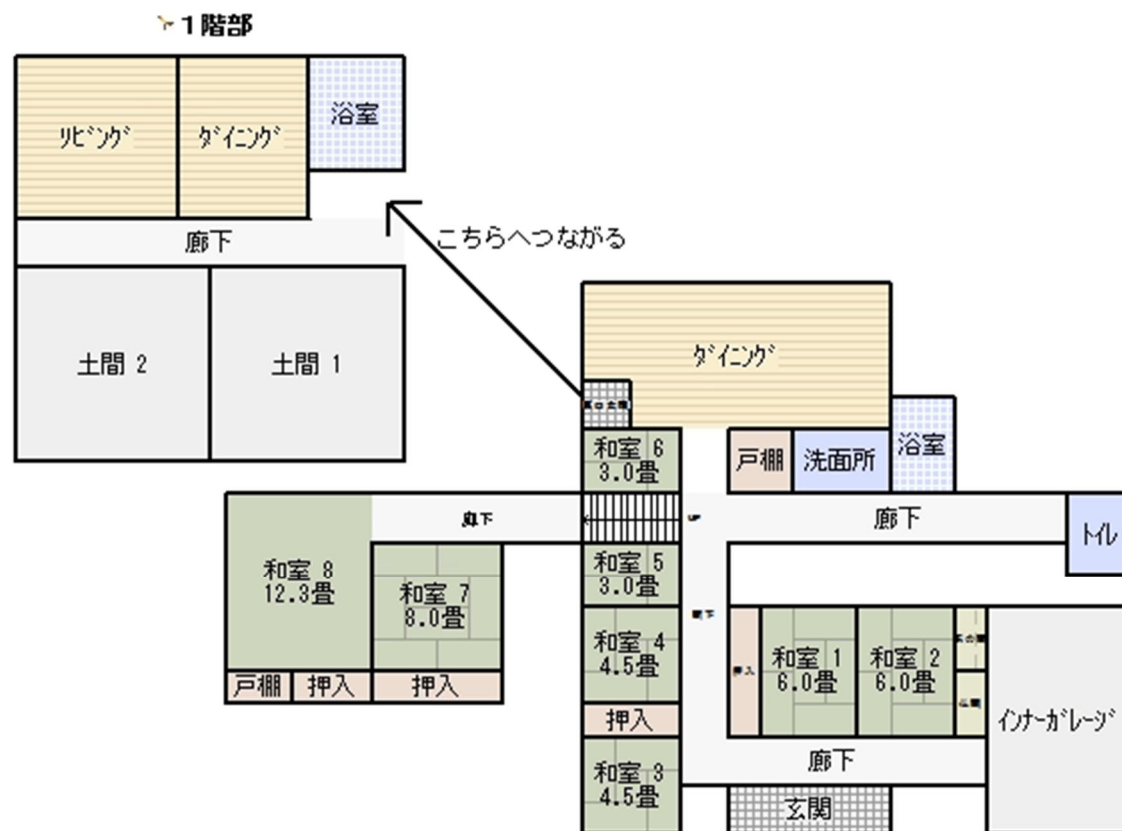 1階部
リビング
ダイニング
浴室
廊下
こちらへつながる
土間 2
土間 1
ダイニング
和室 6
3.0畳
戸棚
洗面所
浴室
廊下
UP
廊下
トイレ
和室 8
12.3畳
和室 7
8.0畳
和室 5
3.0畳
廊下
和室 4
4.5畳
押入
和室 1
6.0畳
和室 2
6.0畳
戸棚
押入
押入
押入
インナーガレージ
和室 3
4.5畳
廊下
玄関